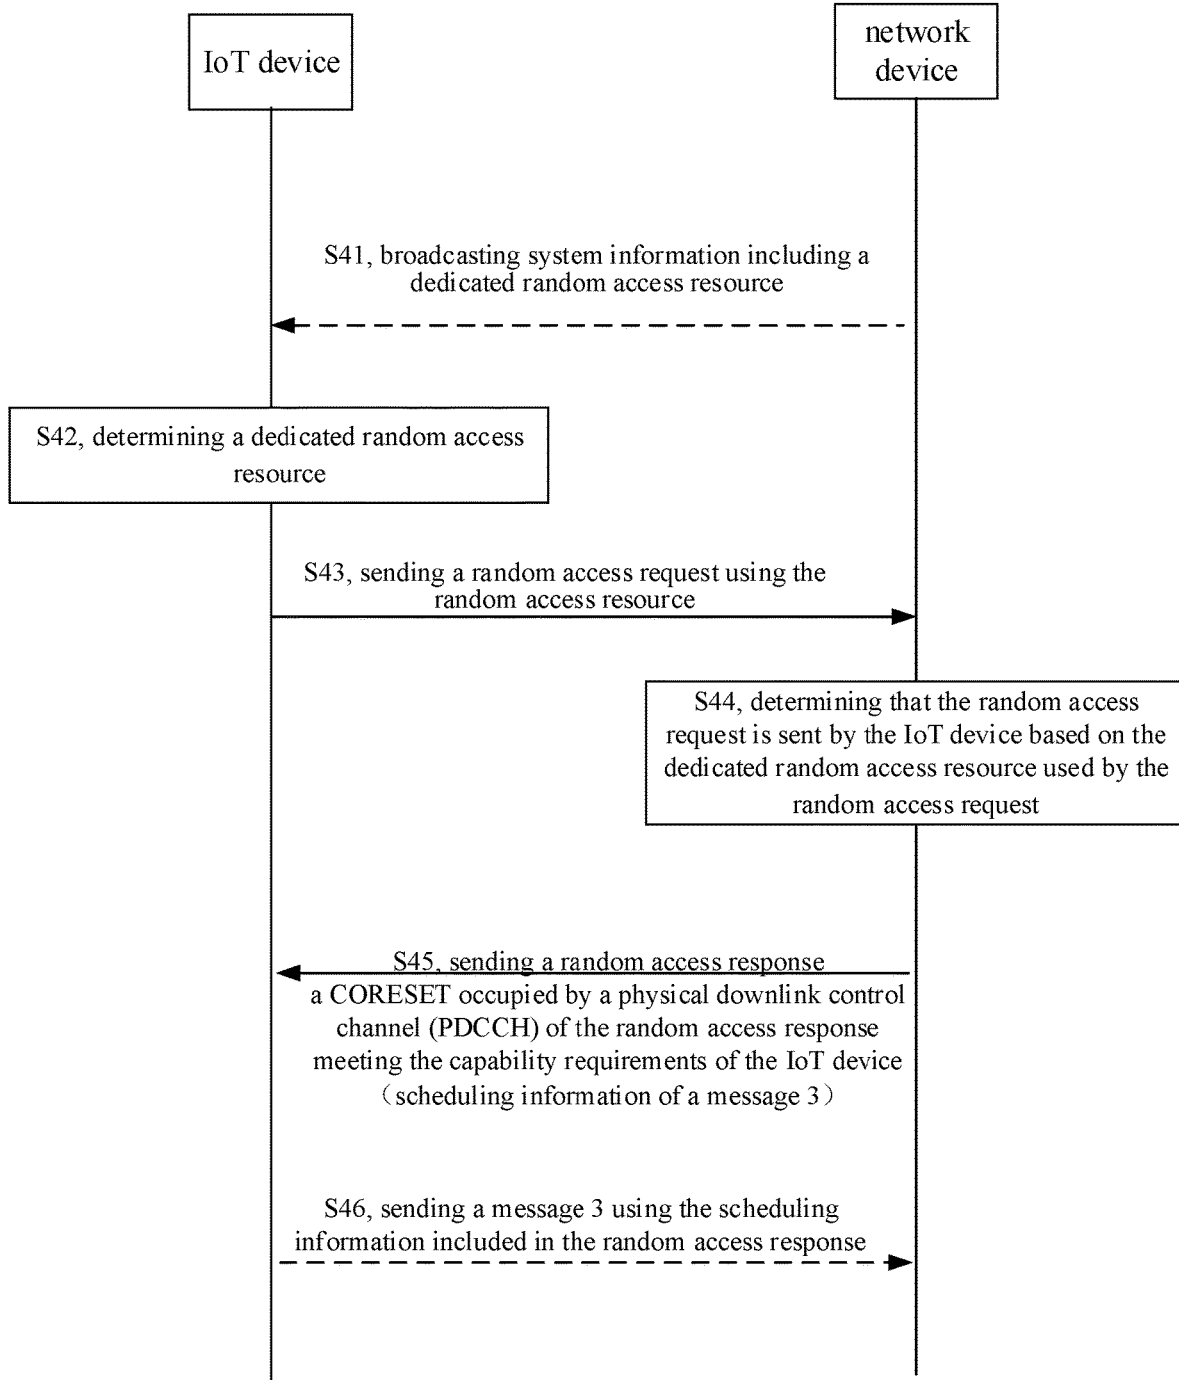 IoT device
network
device
S41, broadcasting system information including a
dedicated random access resource
S42, determining a dedicated random access
resource
S43, sending a random access request using the
random access resource
S44, determining that the random access
request is sent by the IoT device based on the
dedicated random access resource used by the
random access request
S45, sending a random access response
a CORESET occupied by a physical downlink control
channel (PDCCH) of the random access response
meeting the capability requirements of the IoT device
（scheduling information of a message 3）
S46, sending a message 3 using the scheduling
information included in the random access response